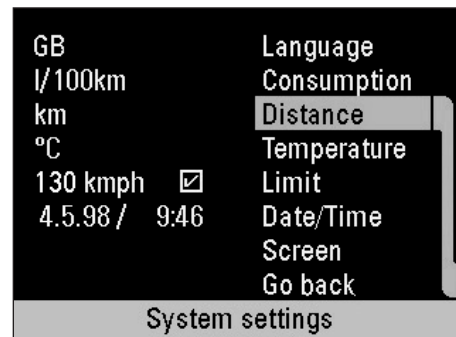 GB Language
l/100km Consumption
km Distance
°C Temperature
130 kmph ☑ Limit
4.5.98 / 9:46 Date/Time
Screen
Go back
System settings